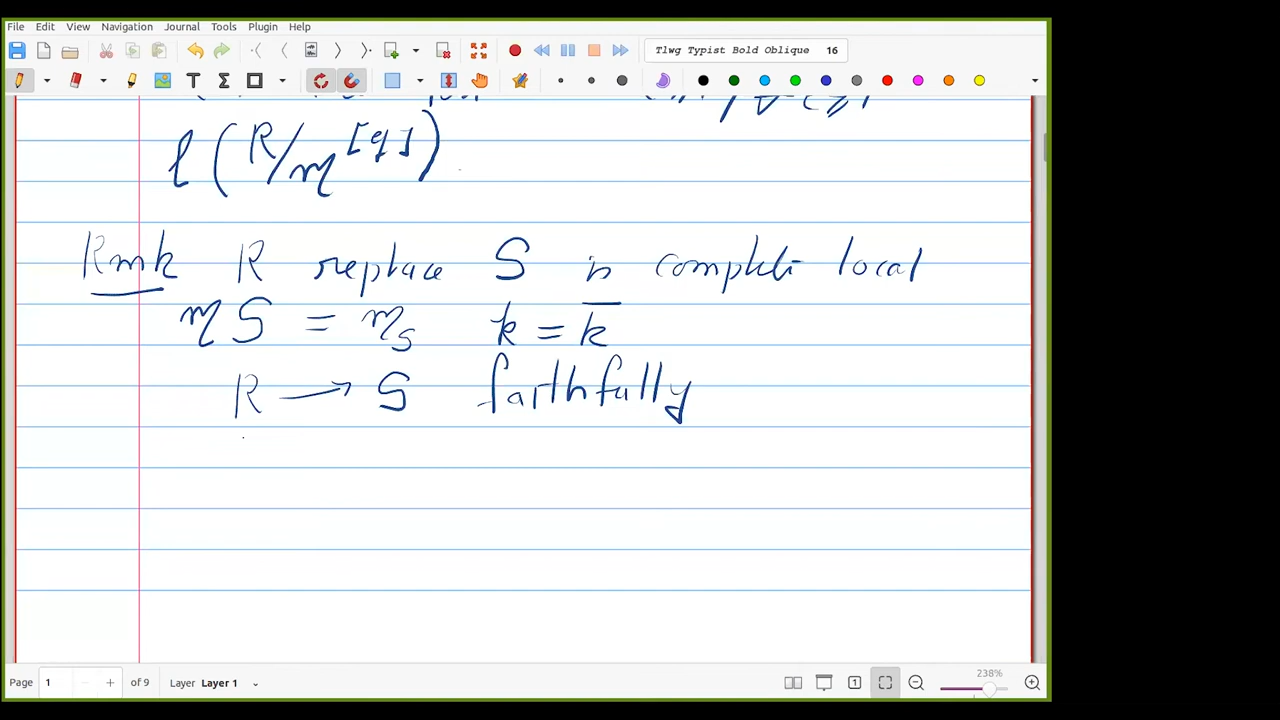 File Edit View Navigation Journal Tools Plugin Help
Tlwg Typist Bold Oblique 16
l(R/m^[q])
Rmk R replace S is complete local
mS = m_S k = k̅
R → S faithfully
Page 1 of 9 Layer Layer 1 238%